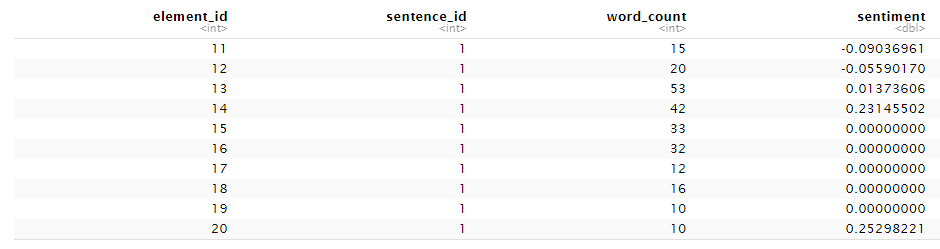 element_id sentence_id word_count sentiment
<int> <int> <int> <dbl>
11 1 15 -0.09036961
12 1 20 -0.05590170
13 1 53 0.01373606
14 1 42 0.23145502
15 1 33 0.00000000
16 1 32 0.00000000
17 1 12 0.00000000
18 1 16 0.00000000
19 1 10 0.00000000
20 1 10 0.25298221